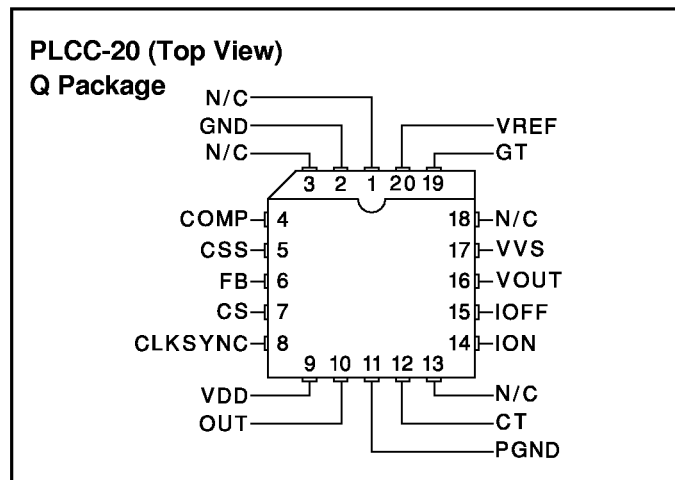 PLCC-20 (Top View)
Q Package
N/C
GND
N/C
VREF
GT
3 2 1 20 19
COMP 4
CSS 5
FB 6
CS 7
CLKSYNC 8
18 N/C
17 VVS
16 VOUT
15 IOFF
14 ION
9 10 11 12 13
VDD
OUT
N/C
CT
PGND